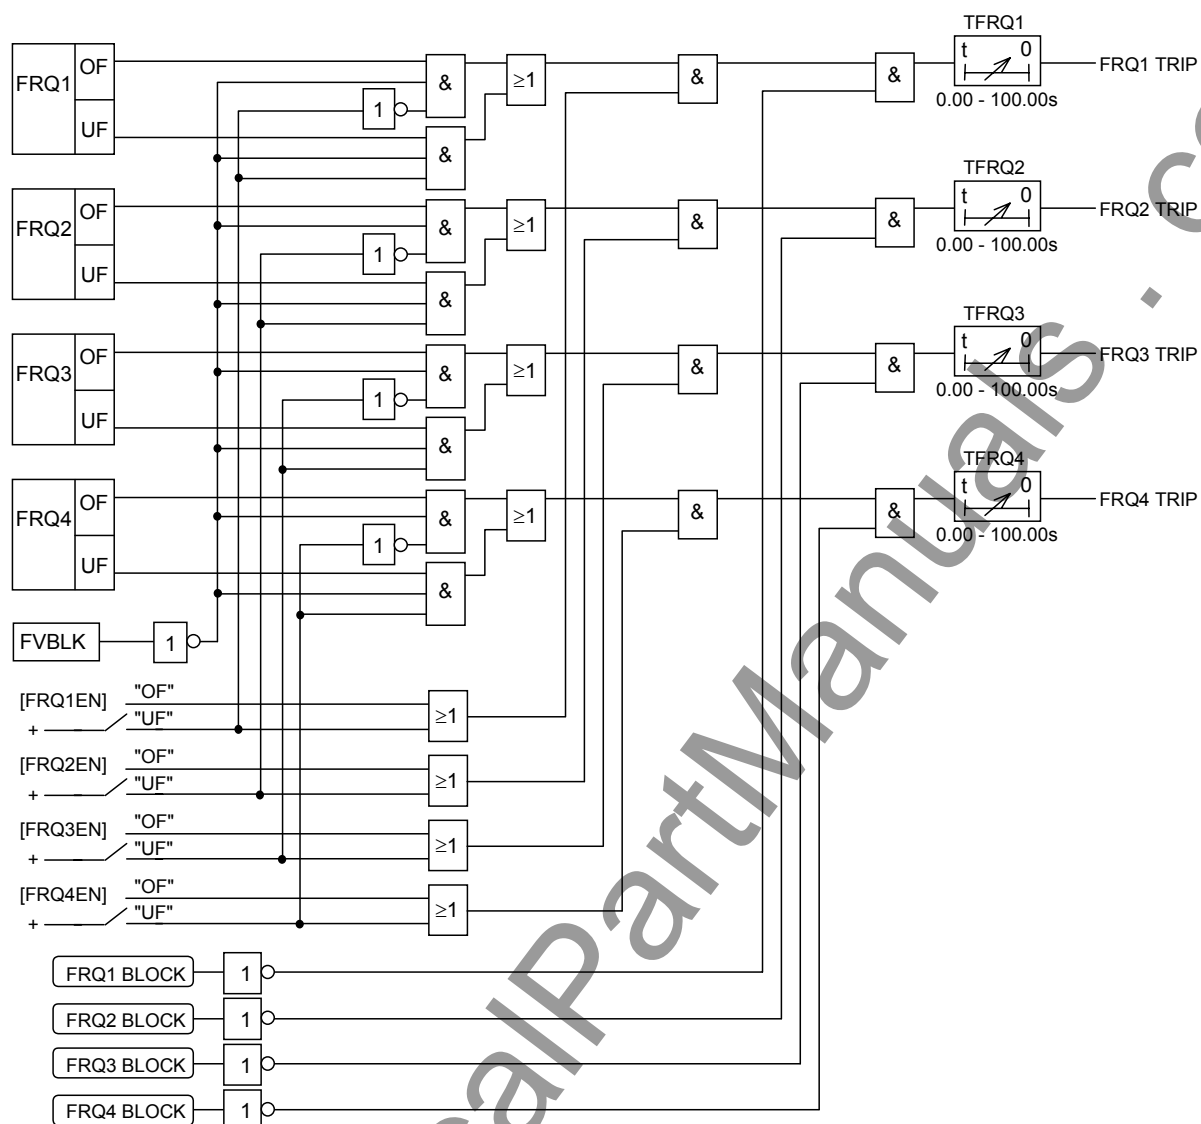 TFRQ1
OF
FRQ1
UF
&
≥1
&
&
t 0
FRQ1 TRIP
1
0.00 - 100.00s
&
TFRQ2
OF
FRQ2
UF
&
≥1
&
&
t 0
FRQ2 TRIP
1
0.00 - 100.00s
&
TFRQ3
OF
FRQ3
UF
&
≥1
&
&
t 0
FRQ3 TRIP
1
0.00 - 100.00s
&
TFRQ4
OF
FRQ4
UF
&
≥1
&
&
t 0
FRQ4 TRIP
1
0.00 - 100.00s
&
FVBLK
1
[FRQ1EN] "OF"
+ "UF"
≥1
[FRQ2EN] "OF"
+ "UF"
≥1
[FRQ3EN] "OF"
+ "UF"
≥1
[FRQ4EN] "OF"
+ "UF"
≥1
FRQ1 BLOCK 1
FRQ2 BLOCK 1
FRQ3 BLOCK 1
FRQ4 BLOCK 1